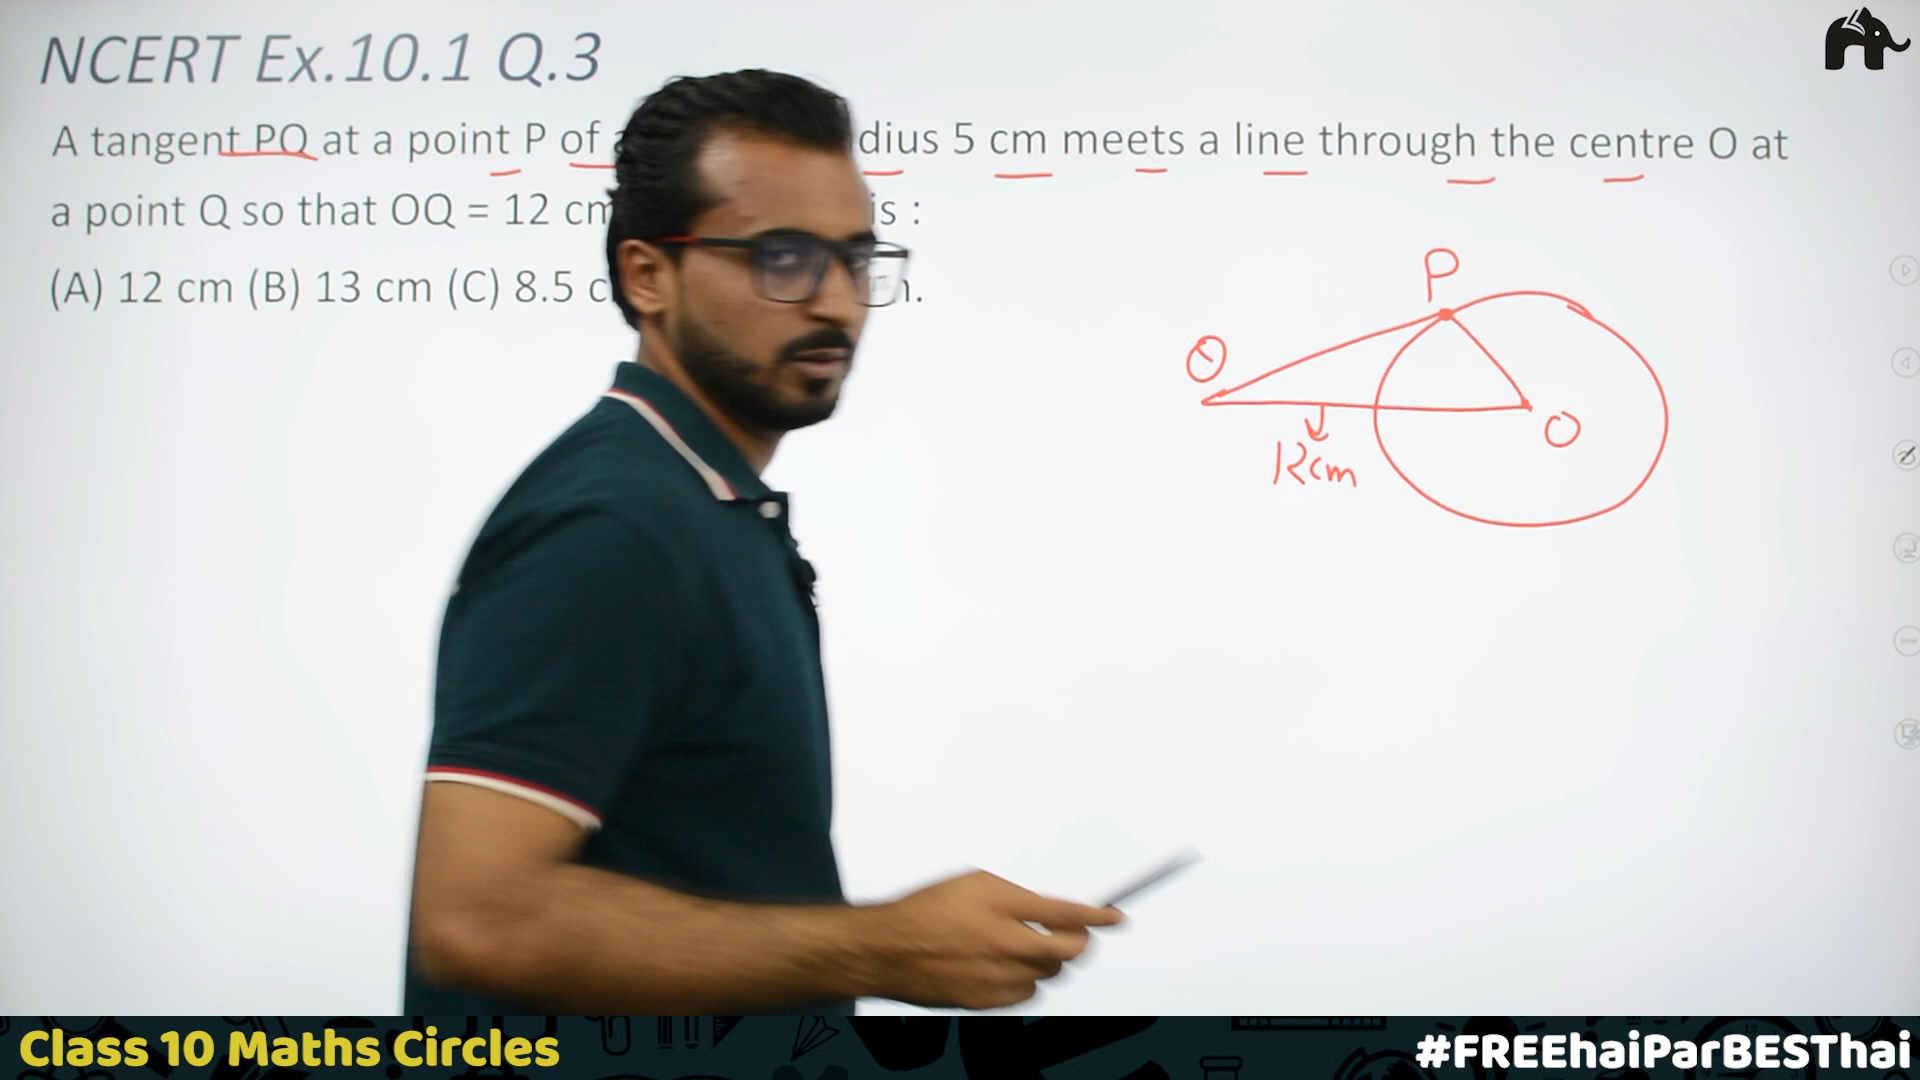 NCERT Ex.10.1 Q.3
A tangent PQ at a point P of dius 5 cm meets a line through the centre O at
a point Q so that OQ = 12 cm is :
(A) 12 cm (B) 13 cm (C) 8.5 c
P
Q
O
12cm
Class 10 Maths Circles
#FREEhaiParBESThai